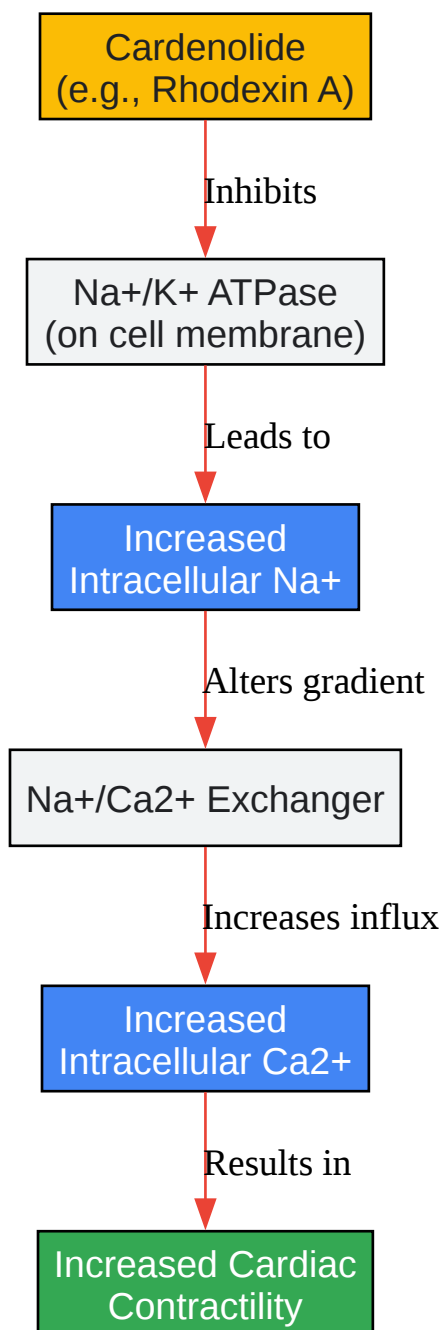 Cardenolide
(e.g., Rhodexin A)
Inhibits
Na+/K+ ATPase
(on cell membrane)
Leads to
Increased
Intracellular Na+
Alters gradient
Na+/Ca2+ Exchanger
Increases influx
Increased
Intracellular Ca2+
Results in
Increased Cardiac
Contractility